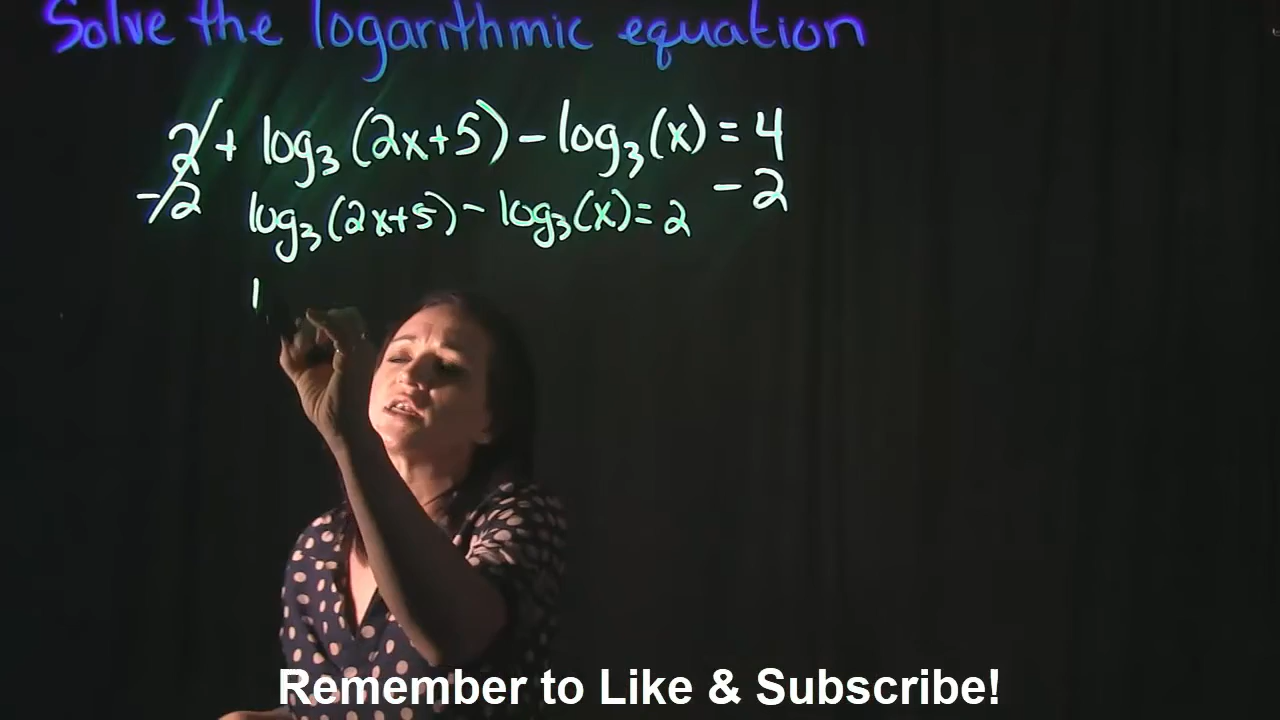 Solve the logarithmic equation
2 + log₃ (2x+5) - log₃ (x) = 4
-2 - 2
log₃ (2x+5) - log₃ (x) = 2
l
Remember to Like & Subscribe!